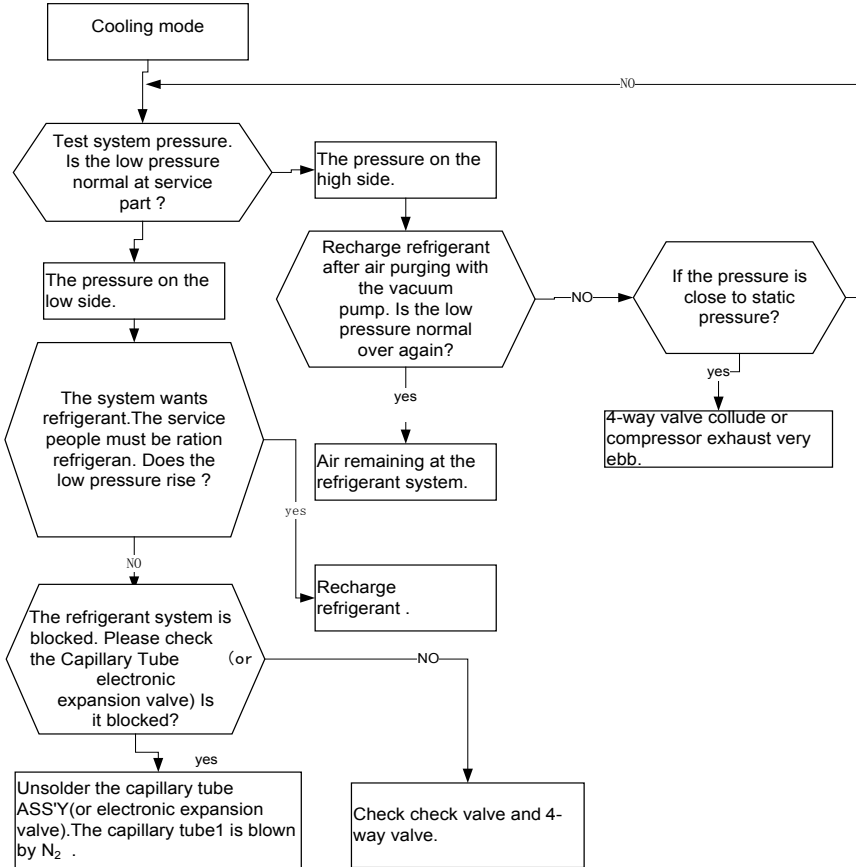 Cooling mode
NO
Test system pressure.
Is the low pressure
normal at service
part ?
The pressure on the
high side.
The pressure on the
low side.
Recharge refrigerant
after air purging with
the vacuum
pump. Is the low
pressure normal
over again?
NO
If the pressure is
close to static
pressure?
yes
4-way valve collude or
compressor exhaust very
ebb.
yes
Air remaining at the
refrigerant system.
The system wants
refrigerant.The service
people must be ration
refrigeran. Does the
low pressure rise ?
yes
Recharge
refrigerant .
NO
The refrigerant system is
blocked. Please check
the Capillary Tube (or
electronic
expansion valve) Is
it blocked?
NO
yes
Unsolder the capillary tube
ASS'Y(or electronic expansion
valve).The capillary tube1 is blown
by N₂ .
Check check valve and 4-
way valve.